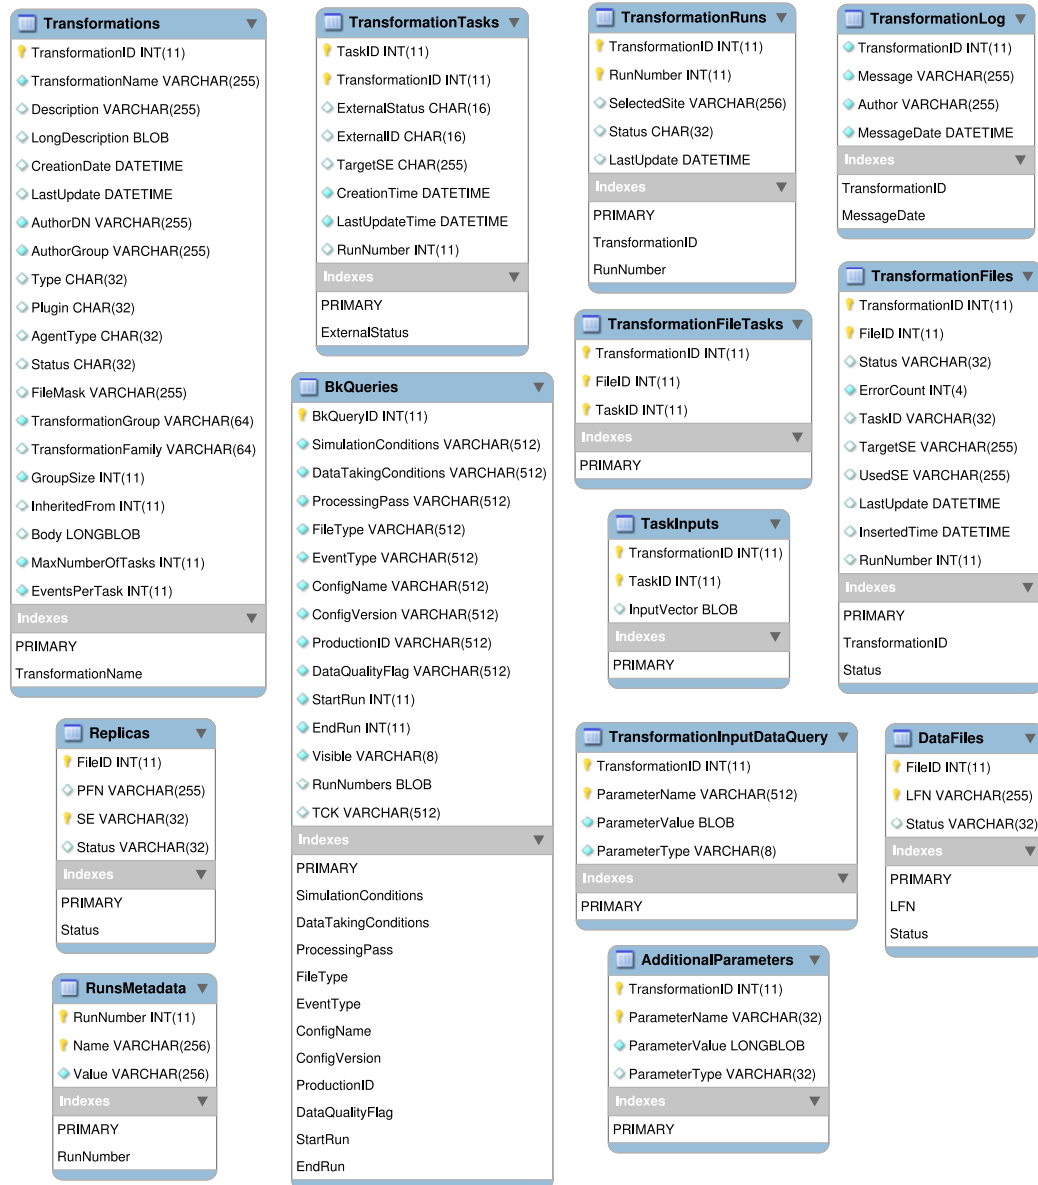 Transformations
TransformationID INT(11)
TransformationName VARCHAR(255)
Description VARCHAR(255)
LongDescription BLOB
CreationDate DATETIME
LastUpdate DATETIME
AuthorDN VARCHAR(255)
AuthorGroup VARCHAR(255)
Type CHAR(32)
Plugin CHAR(32)
AgentType CHAR(32)
Status CHAR(32)
FileMask VARCHAR(255)
TransformationGroup VARCHAR(64)
TransformationFamily VARCHAR(64)
GroupSize INT(11)
InheritedFrom INT(11)
Body LONGBLOB
MaxNumberOfTasks INT(11)
EventsPerTask INT(11)
Indexes
PRIMARY
TransformationName
Replicas
FileID INT(11)
PFN VARCHAR(255)
SE VARCHAR(32)
Status VARCHAR(32)
Indexes
PRIMARY
Status
RunsMetadata
RunNumber INT(11)
Name VARCHAR(256)
Value VARCHAR(256)
Indexes
PRIMARY
RunNumber
TransformationTasks
TaskID INT(11)
TransformationID INT(11)
ExternalStatus CHAR(16)
ExternalID CHAR(16)
TargetSE CHAR(255)
CreationTime DATETIME
LastUpdateTime DATETIME
RunNumber INT(11)
Indexes
PRIMARY
ExternalStatus
BkQueries
BkQueryID INT(11)
SimulationConditions VARCHAR(512)
DataTakingConditions VARCHAR(512)
ProcessingPass VARCHAR(512)
FileType VARCHAR(512)
EventType VARCHAR(512)
ConfigName VARCHAR(512)
ConfigVersion VARCHAR(512)
ProductionID VARCHAR(512)
DataQualityFlag VARCHAR(512)
StartRun INT(11)
EndRun INT(11)
Visible VARCHAR(8)
RunNumbers BLOB
TCK VARCHAR(512)
Indexes
PRIMARY
SimulationConditions
DataTakingConditions
ProcessingPass
FileType
EventType
ConfigName
ConfigVersion
ProductionID
DataQualityFlag
StartRun
EndRun
TransformationRuns
TransformationID INT(11)
RunNumber INT(11)
SelectedSite VARCHAR(256)
Status CHAR(32)
LastUpdate DATETIME
Indexes
PRIMARY
TransformationID
RunNumber
TransformationFileTasks
TransformationID INT(11)
FileID INT(11)
TaskID INT(11)
Indexes
PRIMARY
TaskInputs
TransformationID INT(11)
TaskID INT(11)
InputVector BLOB
Indexes
PRIMARY
TransformationInputDataQuery
TransformationID INT(11)
ParameterName VARCHAR(512)
ParameterValue BLOB
ParameterType VARCHAR(8)
Indexes
PRIMARY
AdditionalParameters
TransformationID INT(11)
ParameterName VARCHAR(32)
ParameterValue LONGBLOB
ParameterType VARCHAR(32)
Indexes
PRIMARY
TransformationLog
TransformationID INT(11)
Message VARCHAR(255)
Author VARCHAR(255)
MessageDate DATETIME
Indexes
TransformationID
MessageDate
TransformationFiles
TransformationID INT(11)
FileID INT(11)
Status VARCHAR(32)
ErrorCount INT(4)
TaskID VARCHAR(32)
TargetSE VARCHAR(255)
UsedSE VARCHAR(255)
LastUpdate DATETIME
InsertedTime DATETIME
RunNumber INT(11)
Indexes
PRIMARY
TransformationID
Status
DataFiles
FileID INT(11)
LFN VARCHAR(255)
Status VARCHAR(32)
Indexes
PRIMARY
LFN
Status